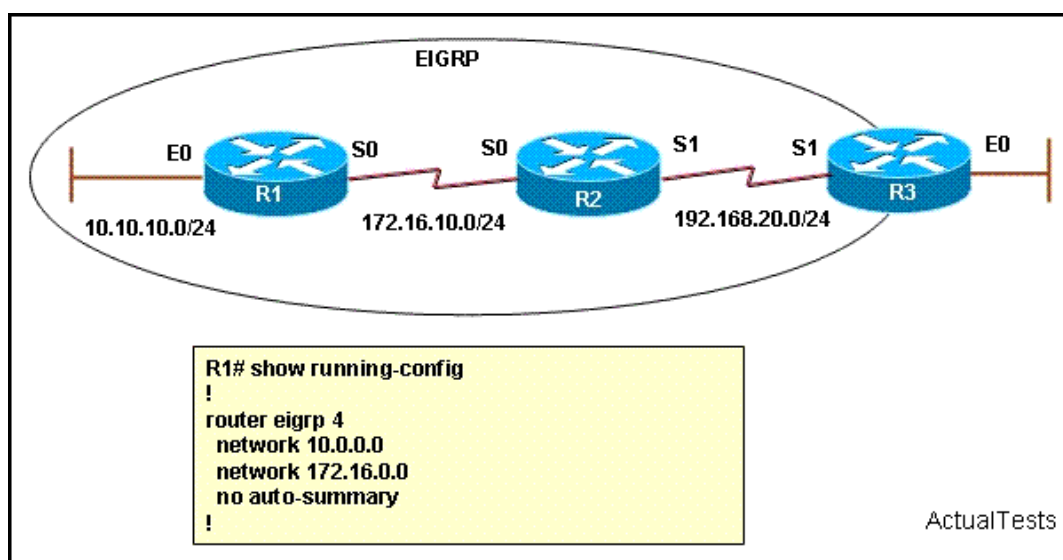 EIGRP
E0 R1 S0 S0 R2 S1 S1 R3 E0
10.10.10.0/24 172.16.10.0/24 192.168.20.0/24
R1# show running-config
!
router eigrp 4
network 10.0.0.0
network 172.16.0.0
no auto-summary
!
ActualTests